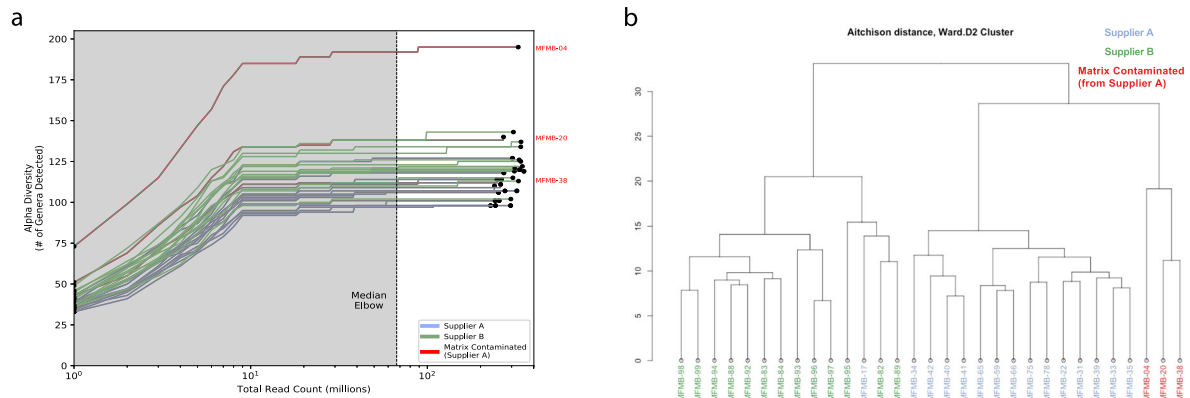 a
200
175
150
125
100
75
50
25
0
Alpha Diversity
(# of Genera Detected)
MFMB-04
MFMB-20
MFMB-38
Median
Elbow
Supplier A
Supplier B
Matrix Contaminated
(Supplier A)
10⁰
10¹
10²
Total Read Count (millions)
b
Aitchison distance, Ward.D2 Cluster
Supplier A
Supplier B
Matrix Contaminated
(from Supplier A)
30
25
20
15
10
5
0
MFMB-98
MFMB-99
MFMB-94
MFMB-88
MFMB-92
MFMB-83
MFMB-84
MFMB-93
MFMB-96
MFMB-97
MFMB-95
MFMB-17
MFMB-82
MFMB-89
MFMB-34
MFMB-42
MFMB-40
MFMB-41
MFMB-65
MFMB-59
MFMB-66
MFMB-75
MFMB-78
MFMB-22
MFMB-31
MFMB-39
MFMB-33
MFMB-35
MFMB-04
MFMB-20
MFMB-38